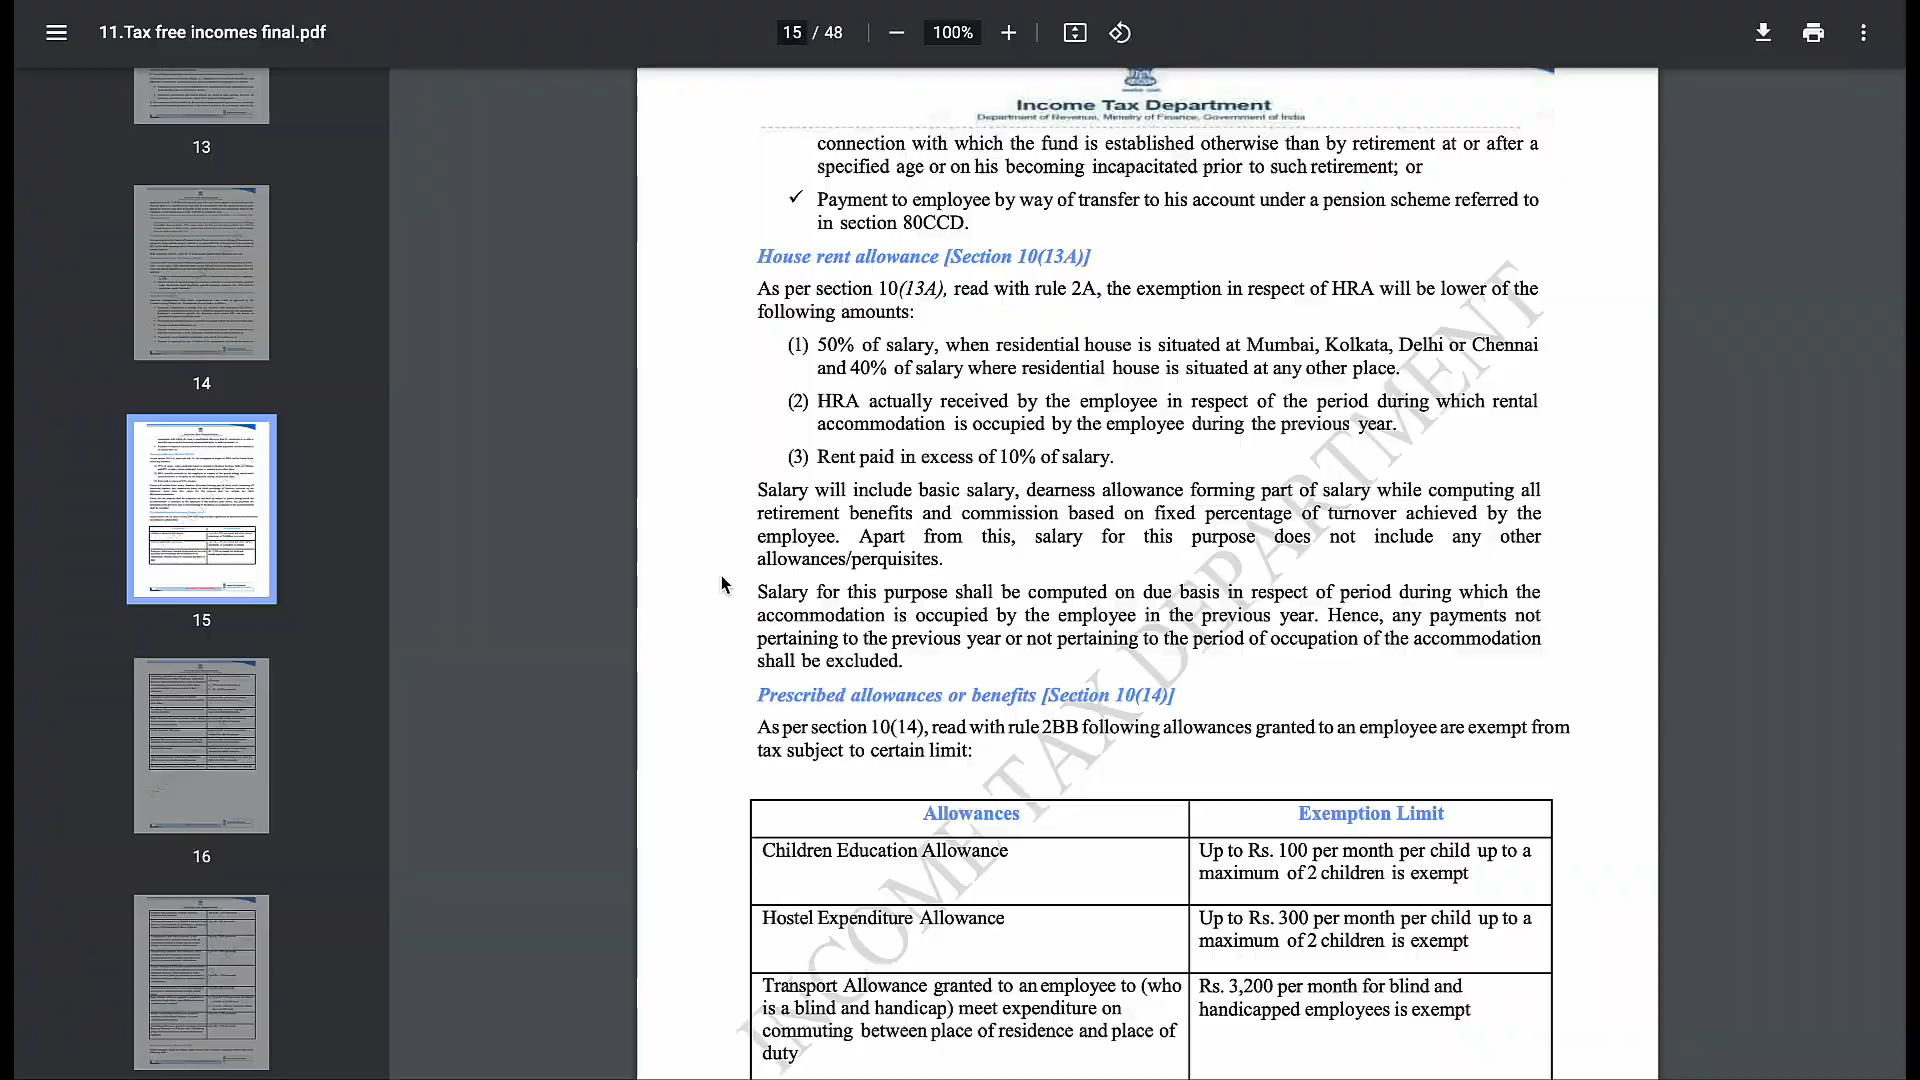 11.Tax free incomes final.pdf
15 / 48
100%
13
14
15
16
Income Tax Department
Department of Revenue, Ministry of Finance, Government of India
connection with which the fund is established otherwise than by retirement at or after a
specified age or on his becoming incapacitated prior to such retirement; or
✓ Payment to employee by way of transfer to his account under a pension scheme referred to
in section 80CCD.
House rent allowance [Section 10(13A)]
As per section 10(13A), read with rule 2A, the exemption in respect of HRA will be lower of the
following amounts:
(1) 50% of salary, when residential house is situated at Mumbai, Kolkata, Delhi or Chennai
and 40% of salary where residential house is situated at any other place.
(2) HRA actually received by the employee in respect of the period during which rental
accommodation is occupied by the employee during the previous year.
(3) Rent paid in excess of 10% of salary.
Salary will include basic salary, dearness allowance forming part of salary while computing all
retirement benefits and commission based on fixed percentage of turnover achieved by the
employee. Apart from this, salary for this purpose does not include any other
allowances/perquisites.
Salary for this purpose shall be computed on due basis in respect of period during which the
accommodation is occupied by the employee in the previous year. Hence, any payments not
pertaining to the previous year or not pertaining to the period of occupation of the accommodation
shall be excluded.
Prescribed allowances or benefits [Section 10(14)]
As per section 10(14), read with rule 2BB following allowances granted to an employee are exempt from
tax subject to certain limit:
Allowances
Exemption Limit
Children Education Allowance
Up to Rs. 100 per month per child up to a
maximum of 2 children is exempt
Hostel Expenditure Allowance
Up to Rs. 300 per month per child up to a
maximum of 2 children is exempt
Transport Allowance granted to an employee to (who
is a blind and handicap) meet expenditure on
commuting between place of residence and place of
duty
Rs. 3,200 per month for blind and
handicapped employees is exempt
INCOME TAX DEPARTMENT